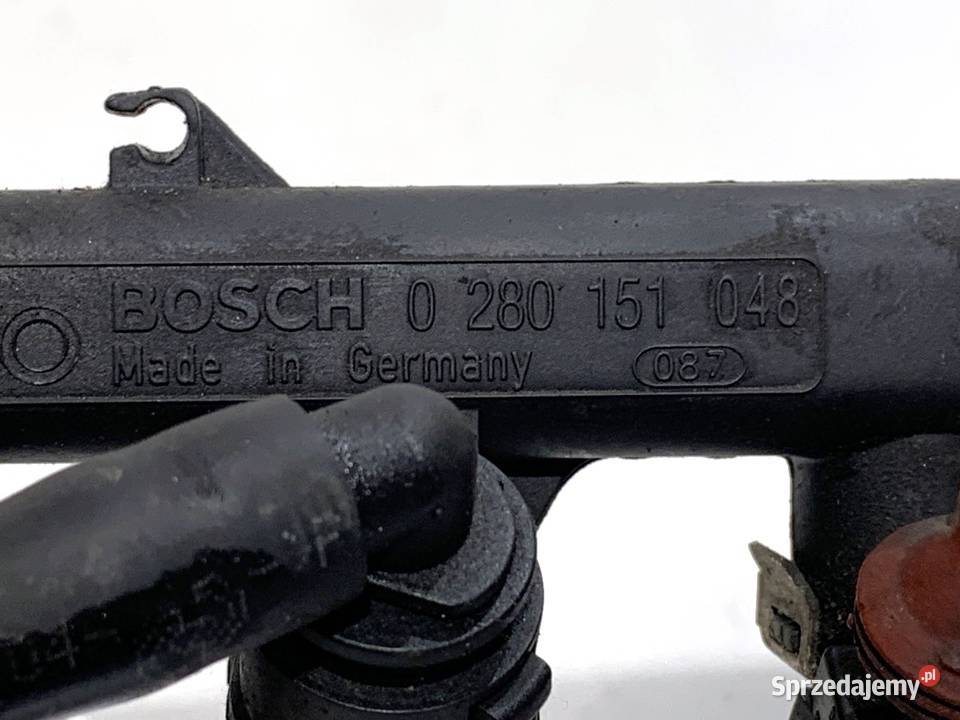 BOSCH 0 280 151 048
Made in Germany 087
Sprzedajemy.pl